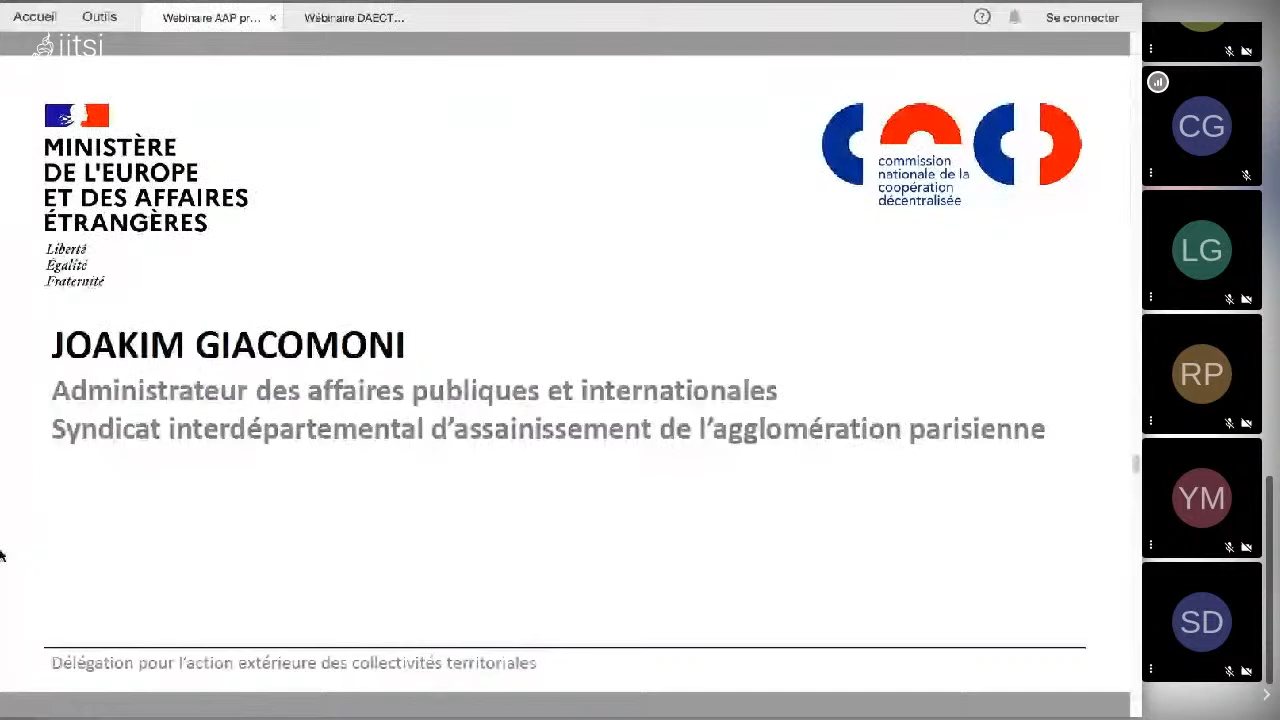 Accueil Outils Webinaire AAP pr... × Wébinaire DAECT... ? Se connecter
jitsi
MINISTÈRE
DE L'EUROPE
ET DES AFFAIRES
ÉTRANGÈRES
Liberté
Égalité
Fraternité
commission
nationale de la
coopération
décentralisée
JOAKIM GIACOMONI
Administrateur des affaires publiques et internationales
Syndicat interdépartemental d'assainissement de l'agglomération parisienne
Délégation pour l'action extérieure des collectivités territoriales
CG
LG
RP
YM
SD